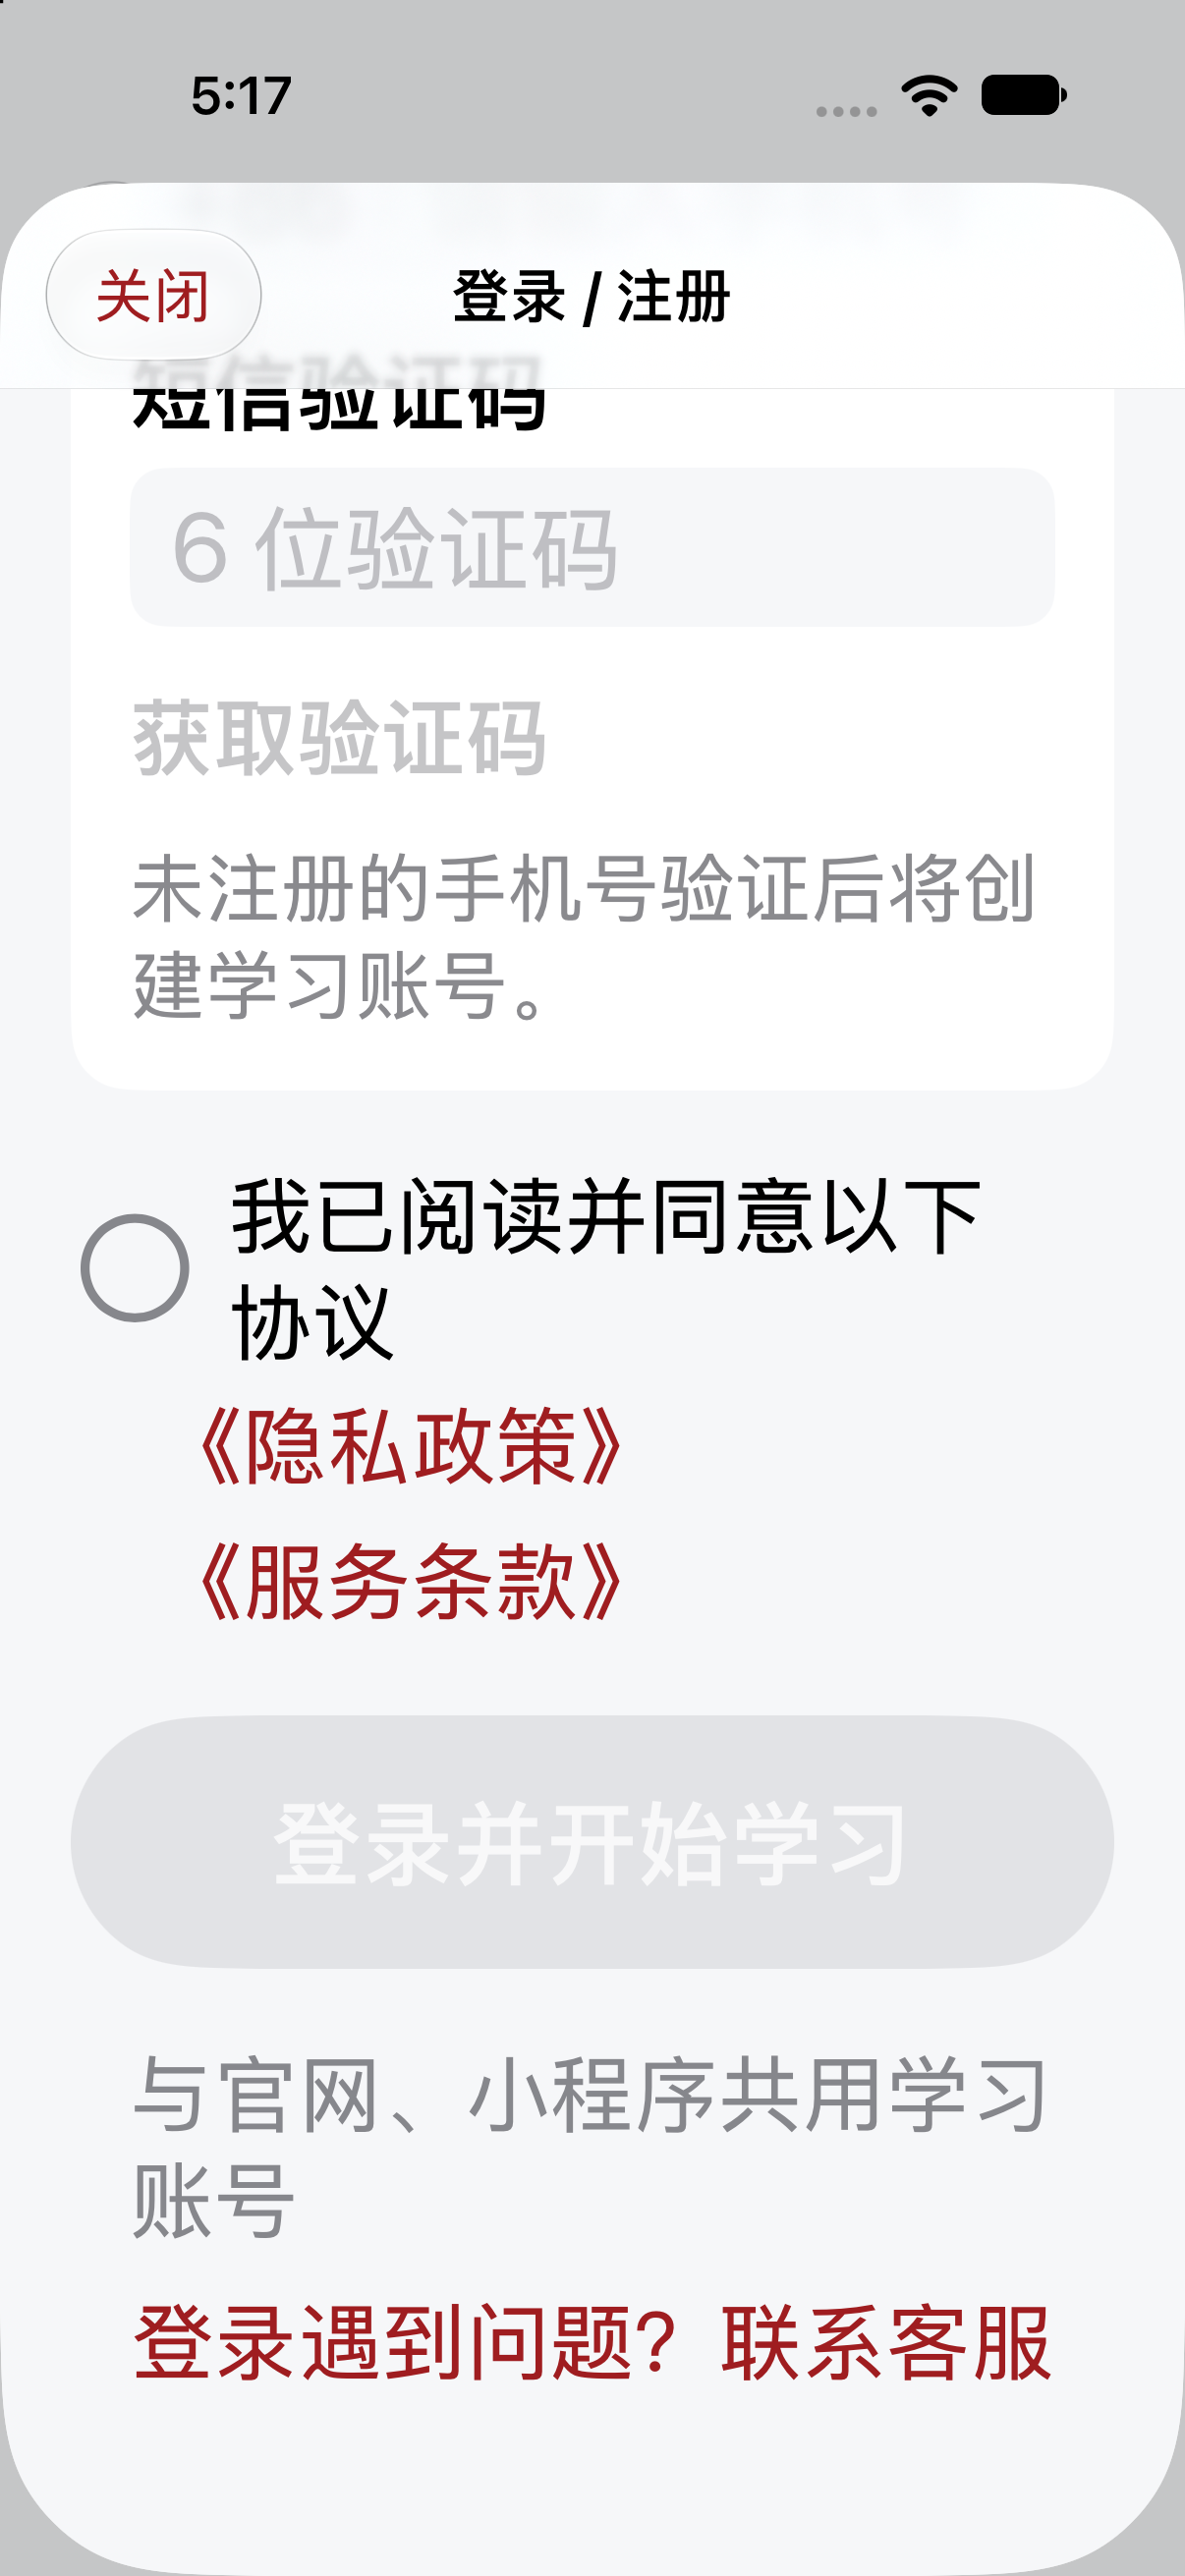 5:17
关闭
登录 / 注册
短信验证码
6 位验证码
获取验证码
未注册的手机号验证后将创
建学习账号。
我已阅读并同意以下
协议
《隐私政策》
《服务条款》
登录并开始学习
与官网、小程序共用学习
账号
登录遇到问题？联系客服